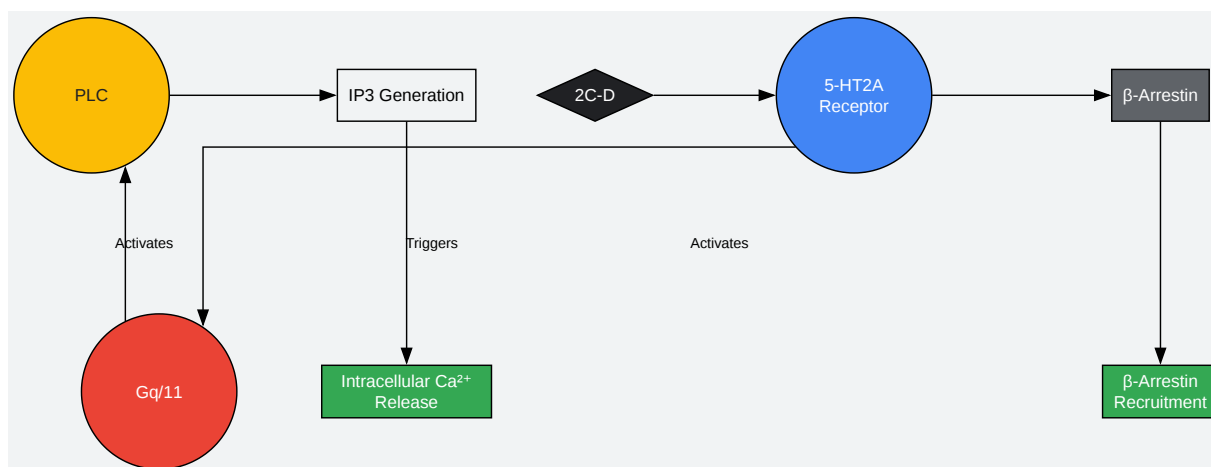 PLC
IP3 Generation
2C-D
5-HT2A
Receptor
β-Arrestin
Activates
Triggers
Activates
Gq/11
Intracellular Ca²⁺
Release
β-Arrestin
Recruitment